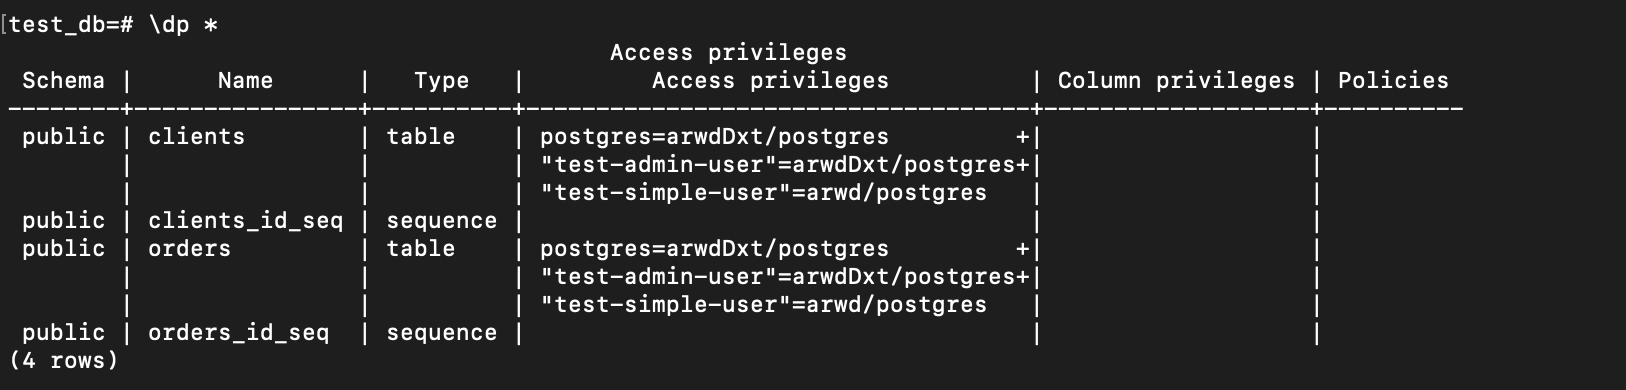 [test_db=# \dp *
                                          Access privileges
 Schema |      Name      |   Type   |         Access privileges          | Column privileges | Policies
--------+----------------+----------+------------------------------------+-------------------+----------
 public | clients        | table    | postgres=arwdDxt/postgres         +|                   |
        |                |          | "test-admin-user"=arwdDxt/postgres+|                   |
        |                |          | "test-simple-user"=arwd/postgres   |                   |
 public | clients_id_seq | sequence |                                    |                   |
 public | orders         | table    | postgres=arwdDxt/postgres         +|                   |
        |                |          | "test-admin-user"=arwdDxt/postgres+|                   |
        |                |          | "test-simple-user"=arwd/postgres   |                   |
 public | orders_id_seq  | sequence |                                    |                   |
(4 rows)